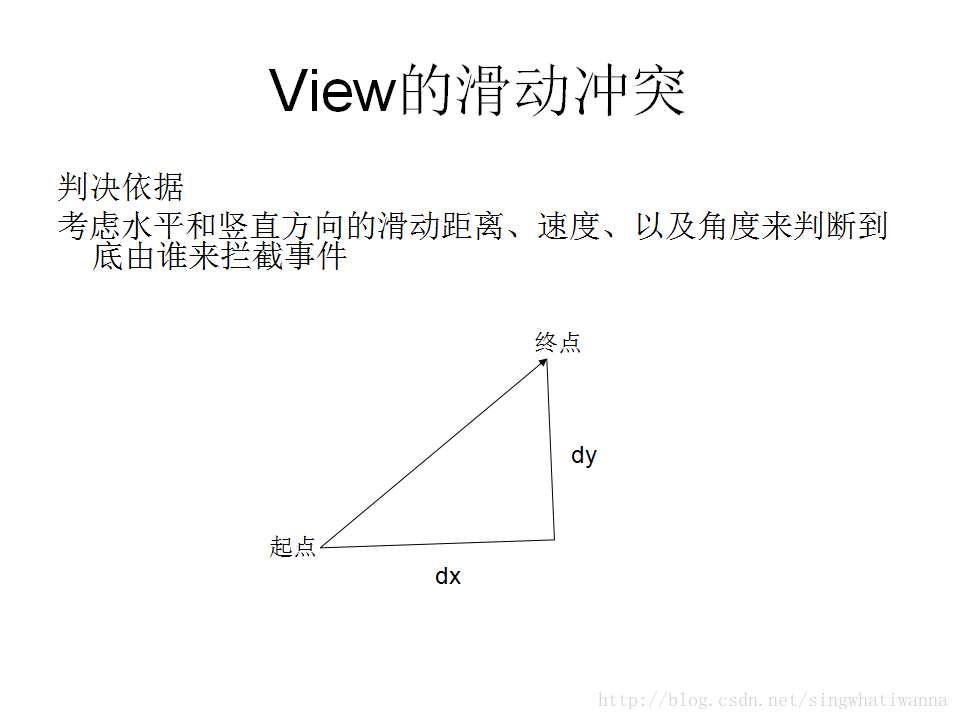 View的滑动冲突
判决依据
考虑水平和竖直方向的滑动距离、速度、以及角度来判断到
底由谁来拦截事件
终点
dy
起点
dx
http://blog.csdn.net/singwhatiwanna